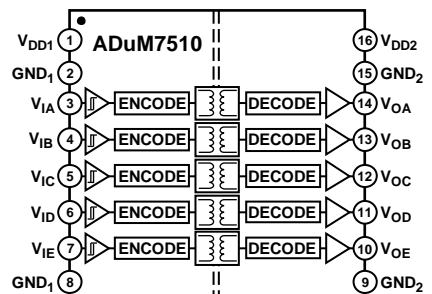 ADuM7510
VDD1 1 16 VDD2
GND1 2 15 GND2
VIA 3 ENCODE DECODE 14 VOA
VIB 4 ENCODE DECODE 13 VOB
VIC 5 ENCODE DECODE 12 VOC
VID 6 ENCODE DECODE 11 VOD
VIE 7 ENCODE DECODE 10 VOE
GND1 8 9 GND2